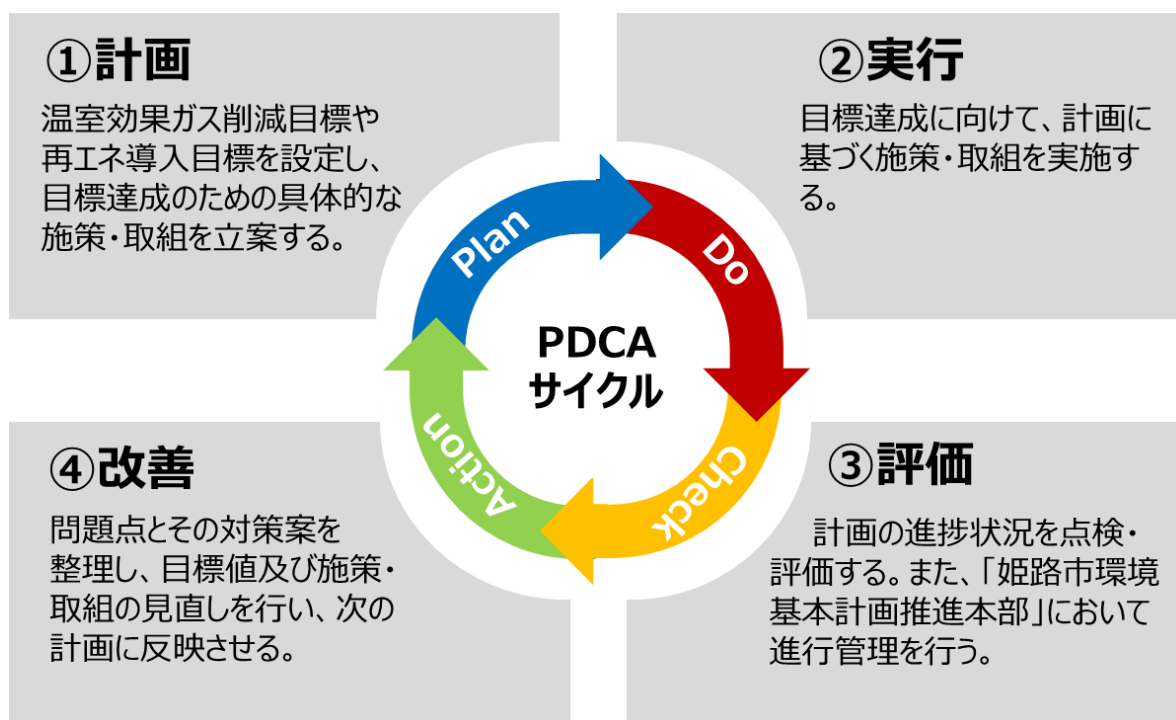 ①計画
温室効果ガス削減目標や
再エネ導入目標を設定し、
目標達成のための具体的な
施策・取組を立案する。
②実行
目標達成に向けて、計画に
基づく施策・取組を実施す
る。
Plan
Do
PDCA
サイクル
Check
Action
③評価
計画の進捗状況を点検・
評価する。また、「姫路市環境
基本計画推進本部」において
進行管理を行う。
④改善
問題点とその対策案を
整理し、目標値及び施策・
取組の見直しを行い、次の
計画に反映させる。